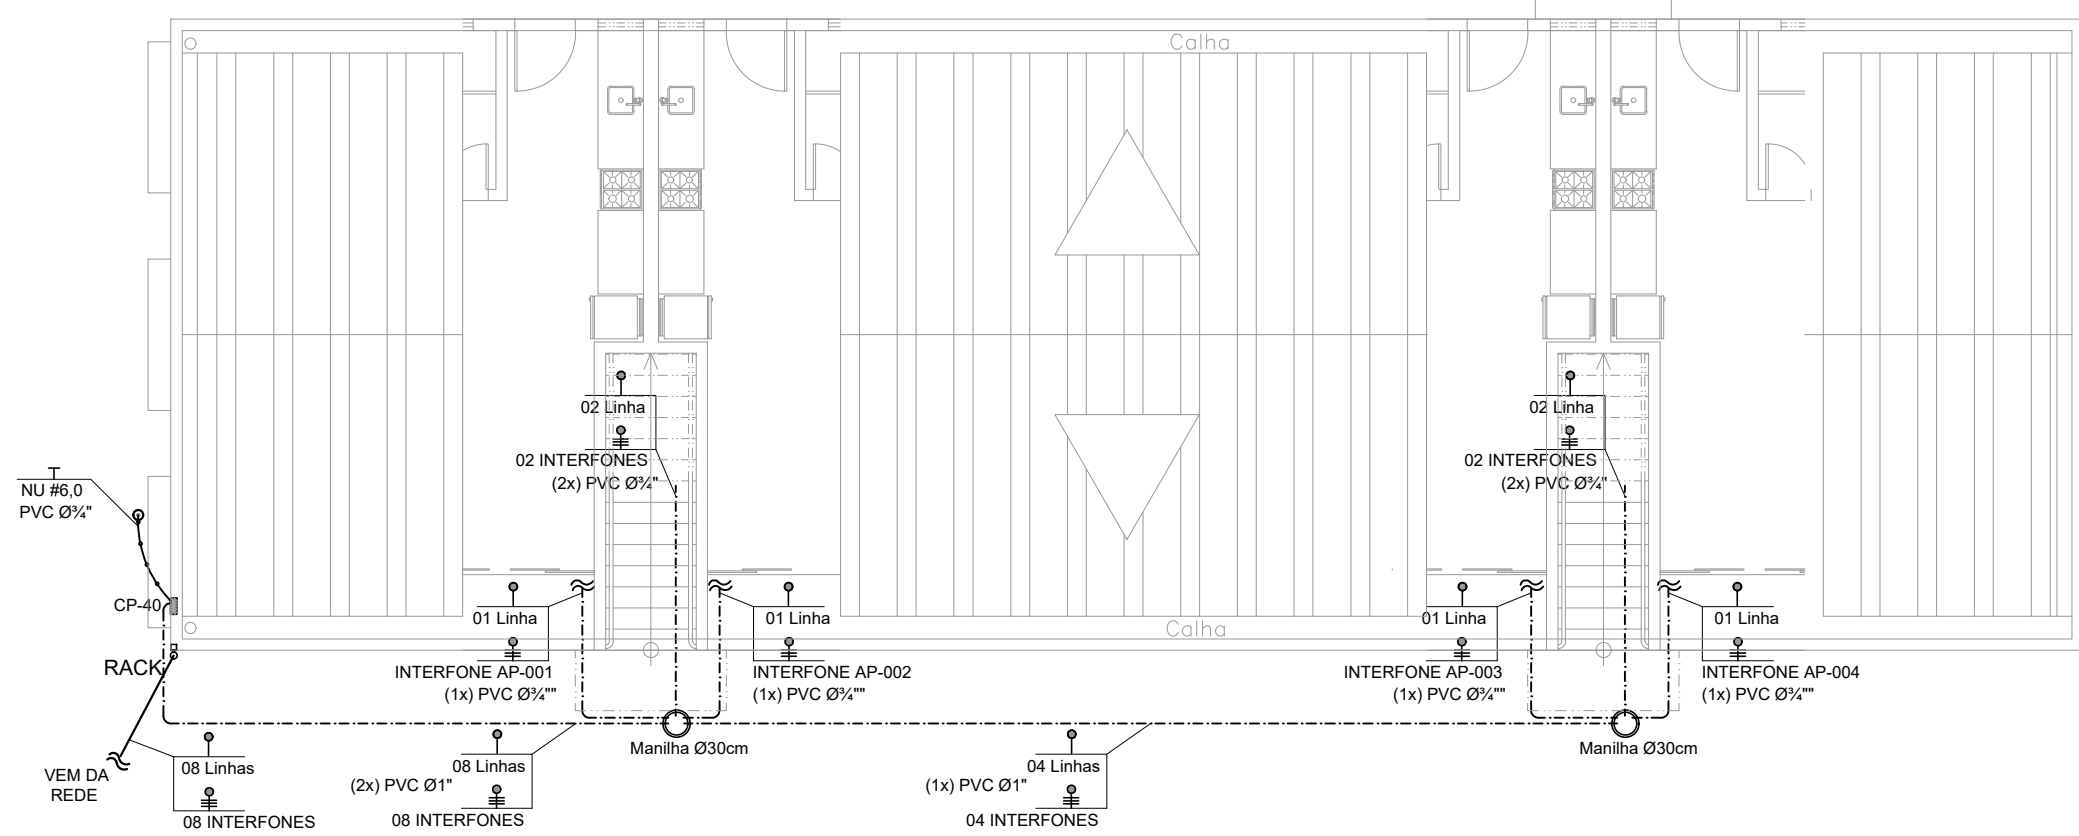 Calha
02 Linha
02 INTERFONES
(2x) PVC Ø¾"
02 Linha
02 INTERFONES
(2x) PVC Ø¾"
T
NU #6,0
PVC Ø¾"
CP-40
RACK
01 Linha
INTERFONE AP-001
(1x) PVC Ø¾""
01 Linha
INTERFONE AP-002
(1x) PVC Ø¾""
Calha
01 Linha
INTERFONE AP-003
(1x) PVC Ø¾""
01 Linha
INTERFONE AP-004
(1x) PVC Ø¾""
Manilha Ø30cm
Manilha Ø30cm
VEM DA
REDE
08 Linhas
08 INTERFONES
08 Linhas
(2x) PVC Ø1"
08 INTERFONES
04 Linhas
(1x) PVC Ø1"
04 INTERFONES